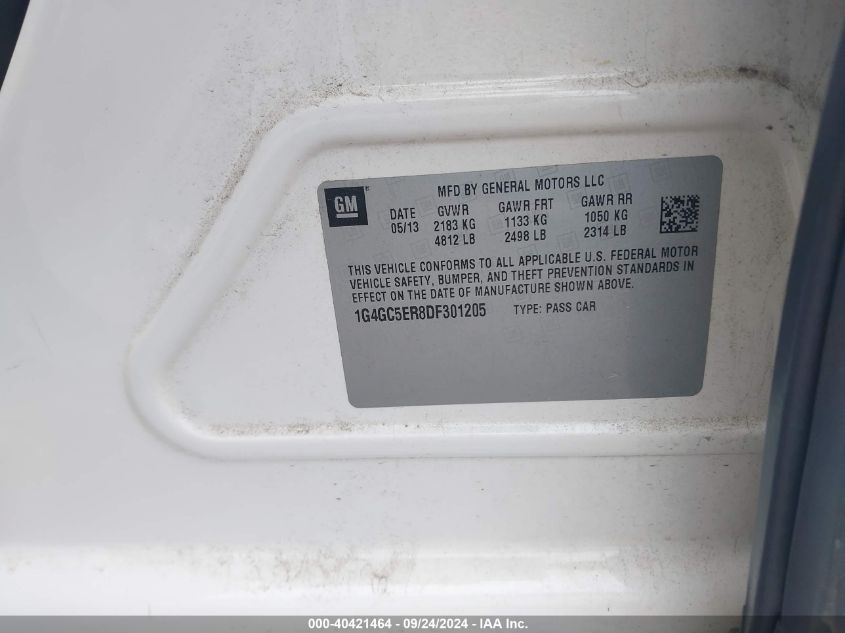 GM
MFD BY GENERAL MOTORS LLC
DATE GVWR GAWR FRT GAWR RR
05/13 2183 KG 1133 KG 1050 KG
4812 LB 2498 LB 2314 LB
THIS VEHICLE CONFORMS TO ALL APPLICABLE U.S. FEDERAL MOTOR
VEHICLE SAFETY, BUMPER, AND THEFT PREVENTION STANDARDS IN
EFFECT ON THE DATE OF MANUFACTURE SHOWN ABOVE.
1G4GC5ER8DF301205 TYPE: PASS CAR
000-40421464 - 09/24/2024 - IAA Inc.